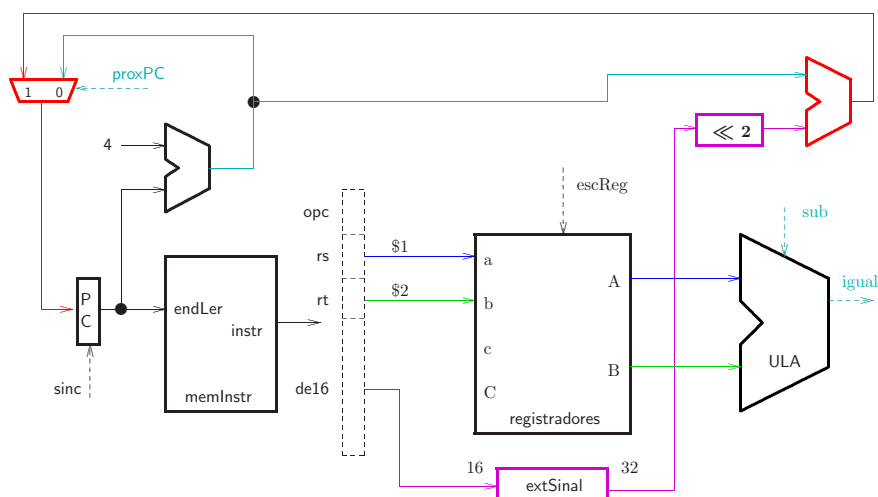 proxPC
1 0
≪ 2
4
escReg
opc
sub
$1
rs
a
A
igual
P
C
$2
rt
b
endLer
instr
c
ULA
B
sinc
memInstr
de16
C
registradores
16
32
extSinal